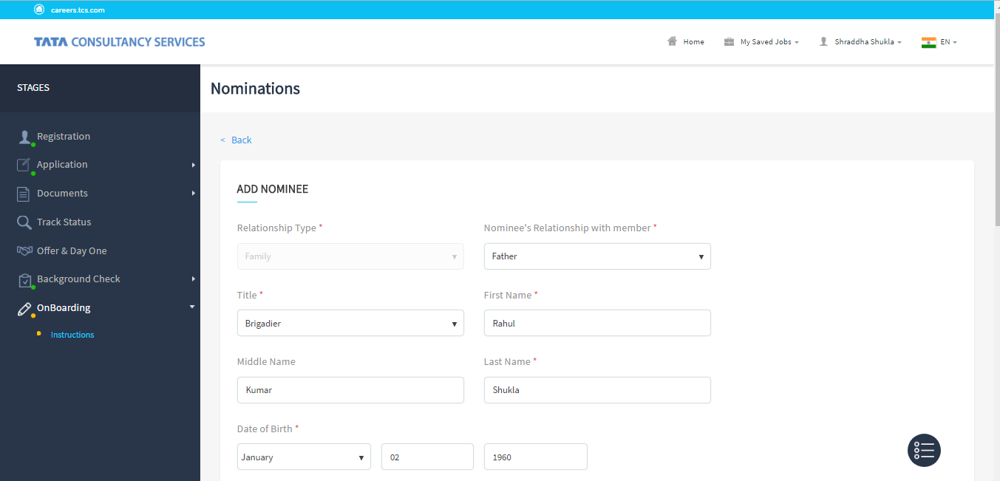 careers.tcs.com
TATA CONSULTANCY SERVICES
Home
My Saved Jobs
Shraddha Shukla
EN
STAGES
Nominations
Registration
Application
Documents
Track Status
Offer & Day One
Background Check
OnBoarding
Instructions
< Back
ADD NOMINEE
Relationship Type *
Nominee's Relationship with member *
Family
Father
Title *
First Name *
Brigadier
Rahul
Middle Name
Last Name *
Kumar
Shukla
Date of Birth *
January
02
1960